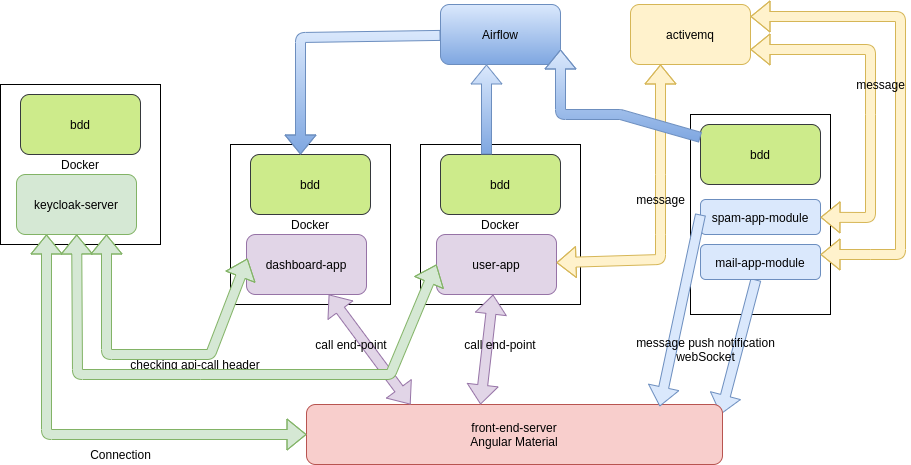 Airflow
activemq
message
bdd
Docker
keycloak-server
bdd
Docker
dashboard-app
bdd
Docker
user-app
message
bdd
spam-app-module
mail-app-module
call end-point
call end-point
message push notification
webSocket
checking api-call header
front-end-server
Angular Material
Connection